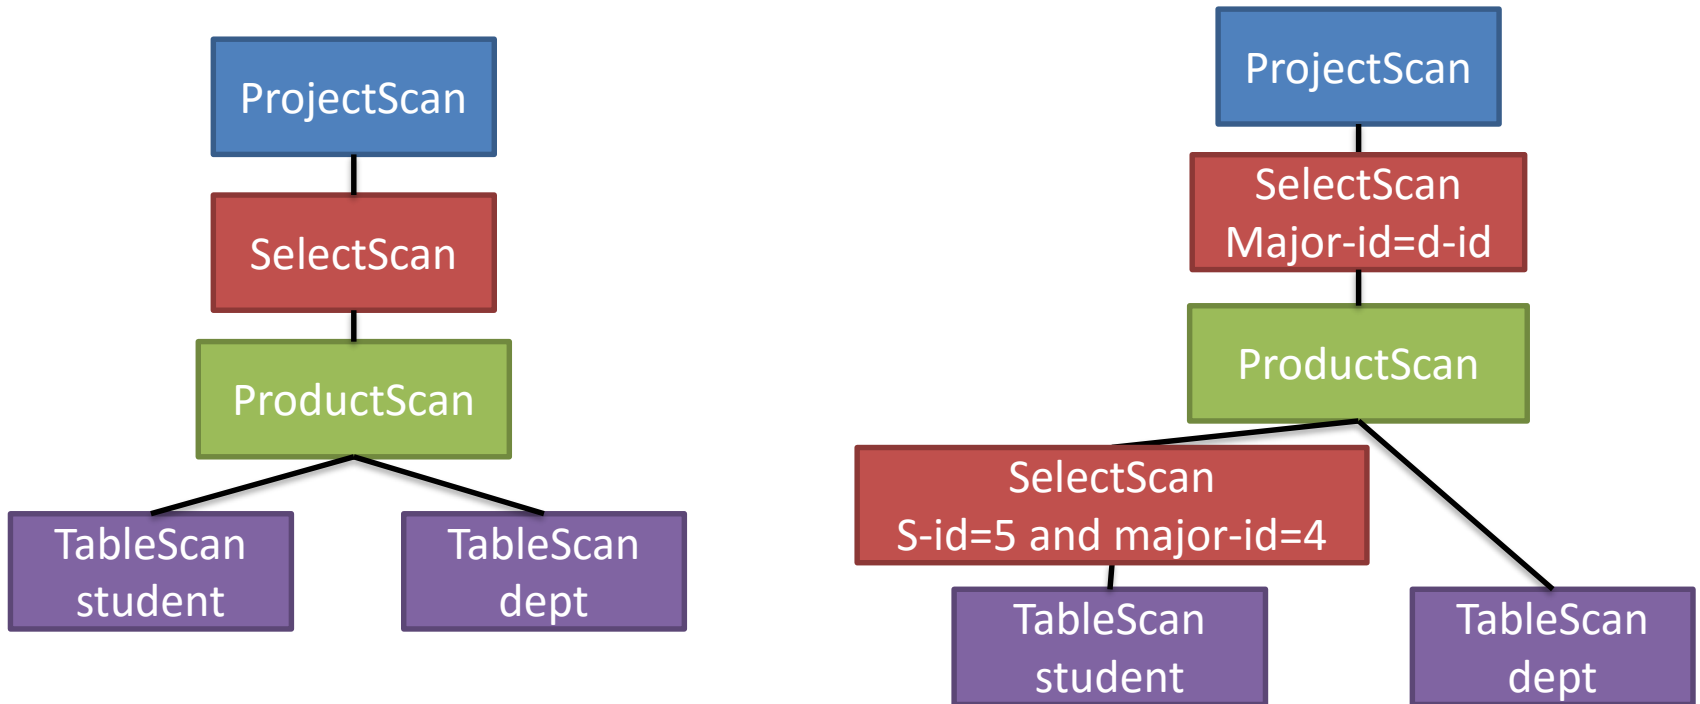 ProjectScan
SelectScan
ProductScan
TableScan
student
TableScan
dept
ProjectScan
SelectScan
Major-id=d-id
ProductScan
SelectScan
S-id=5 and major-id=4
TableScan
student
TableScan
dept